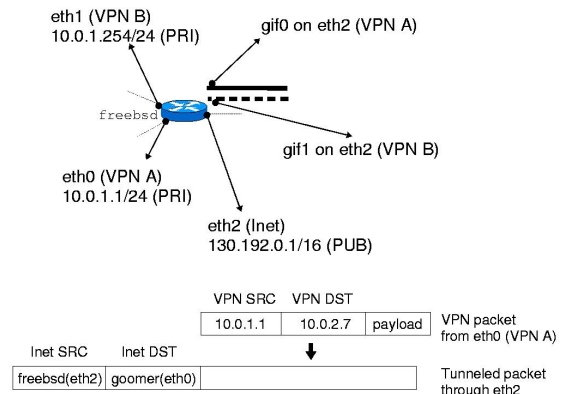 eth1 (VPN B)
10.0.1.254/24 (PRI)
gif0 on eth2 (VPN A)
freebsd
gif1 on eth2 (VPN B)
eth0 (VPN A)
10.0.1.1/24 (PRI)
eth2 (Inet)
130.192.0.1/16 (PUB)
VPN SRC VPN DST
10.0.1.1 10.0.2.7 payload
VPN packet
from eth0 (VPN A)
Inet SRC Inet DST
freebsd(eth2) goomer(eth0)
Tunneled packet
through eth2